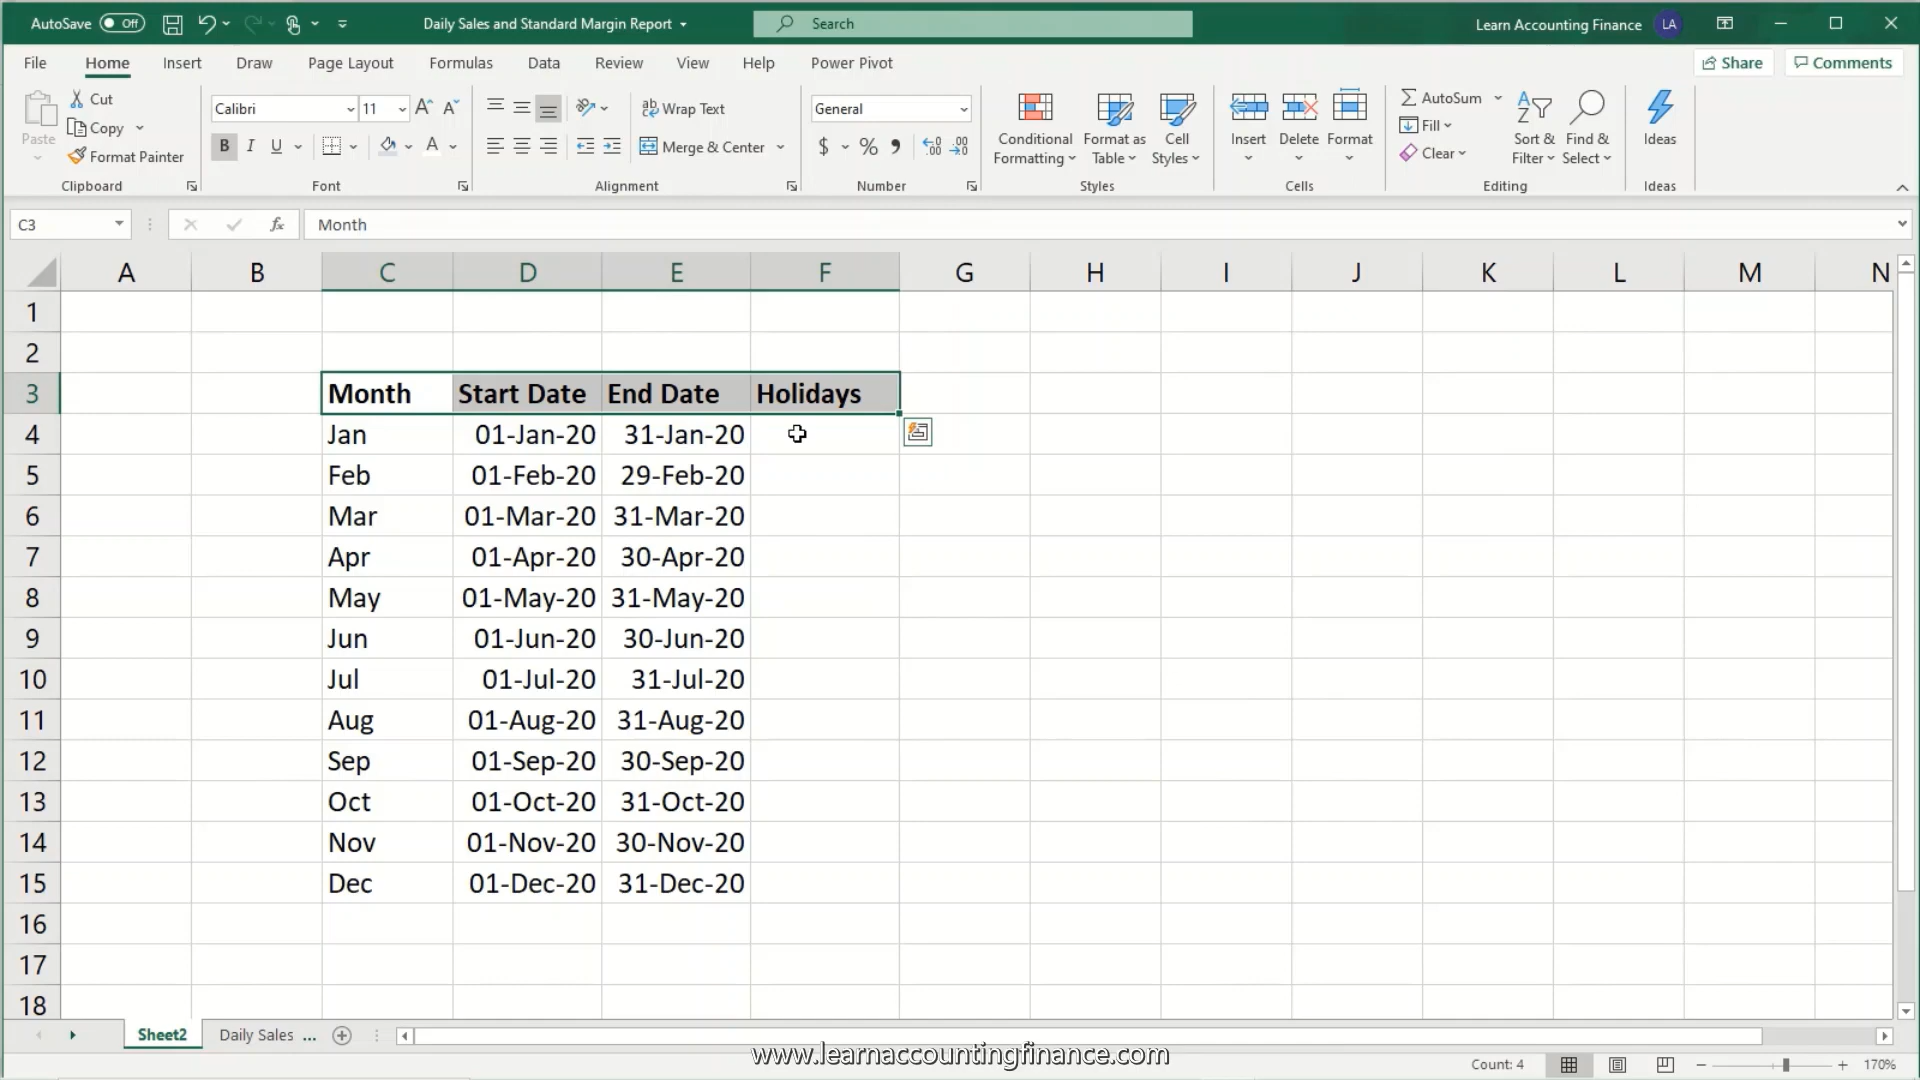 AutoSave Off Daily Sales and Standard Margin Report Search Learn Accounting Finance LA
File Home Insert Draw Page Layout Formulas Data Review View Help Power Pivot Share Comments
Paste Cut Copy Format Painter Clipboard
Calibri 11 A A B I U A Font
ab Wrap Text Merge & Center Alignment
General $ % Number
Conditional Formatting Format as Table Cell Styles Styles
Insert Delete Format Cells
AutoSum Fill Clear Sort & Filter Find & Select Editing
Ideas Ideas
C3 fx Month
A B C D E F G H I J K L M N
1
2
3 Month Start Date End Date Holidays
4 Jan 01-Jan-20 31-Jan-20
5 Feb 01-Feb-20 29-Feb-20
6 Mar 01-Mar-20 31-Mar-20
7 Apr 01-Apr-20 30-Apr-20
8 May 01-May-20 31-May-20
9 Jun 01-Jun-20 30-Jun-20
10 Jul 01-Jul-20 31-Jul-20
11 Aug 01-Aug-20 31-Aug-20
12 Sep 01-Sep-20 30-Sep-20
13 Oct 01-Oct-20 31-Oct-20
14 Nov 01-Nov-20 30-Nov-20
15 Dec 01-Dec-20 31-Dec-20
16
17
18
Sheet2 Daily Sales ...
www.learnaccountingfinance.com
Count: 4 170%